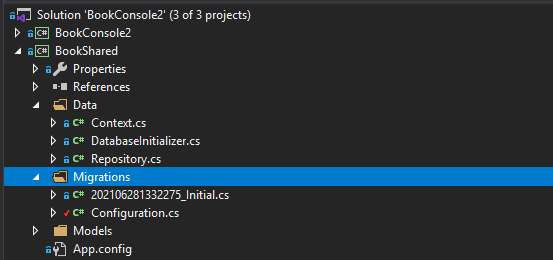 Solution 'BookConsole2' (3 of 3 projects)
C# BookConsole2
C# BookShared
Properties
References
Data
C# Context.cs
C# DatabaseInitializer.cs
C# Repository.cs
Migrations
C# 202106281332275_Initial.cs
C# Configuration.cs
Models
App.config